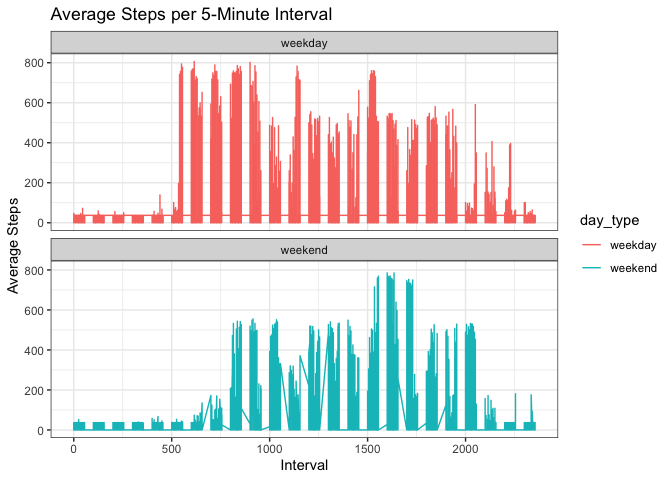 Average Steps per 5-Minute Interval
weekday
800
600
400
200
0
weekend
800
600
400
200
0
0 500 1000 1500 2000
Interval
Average Steps
day_type
weekday
weekend